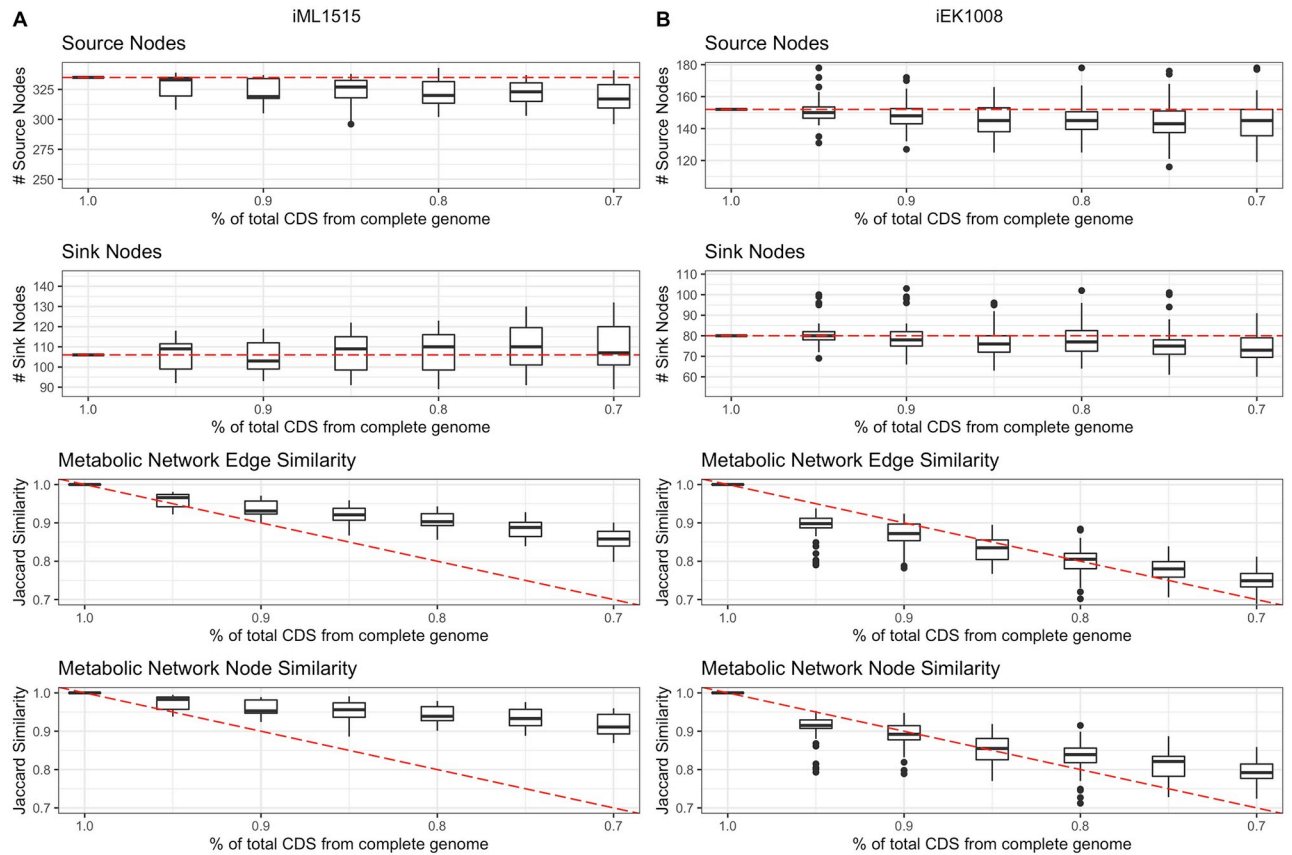 A
iML1515
Source Nodes
# Source Nodes
325
300
275
250
1.0
0.9
0.8
0.7
% of total CDS from complete genome
Sink Nodes
# Sink Nodes
140
130
120
110
100
90
1.0
0.9
0.8
0.7
% of total CDS from complete genome
Metabolic Network Edge Similarity
Jaccard Similarity
1.0
0.9
0.8
0.7
1.0
0.9
0.8
0.7
% of total CDS from complete genome
Metabolic Network Node Similarity
Jaccard Similarity
1.0
0.9
0.8
0.7
1.0
0.9
0.8
0.7
% of total CDS from complete genome
B
iEK1008
Source Nodes
# Source Nodes
180
160
140
120
1.0
0.9
0.8
0.7
% of total CDS from complete genome
Sink Nodes
# Sink Nodes
110
100
90
80
70
60
1.0
0.9
0.8
0.7
% of total CDS from complete genome
Metabolic Network Edge Similarity
Jaccard Similarity
1.0
0.9
0.8
0.7
1.0
0.9
0.8
0.7
% of total CDS from complete genome
Metabolic Network Node Similarity
Jaccard Similarity
1.0
0.9
0.8
0.7
1.0
0.9
0.8
0.7
% of total CDS from complete genome